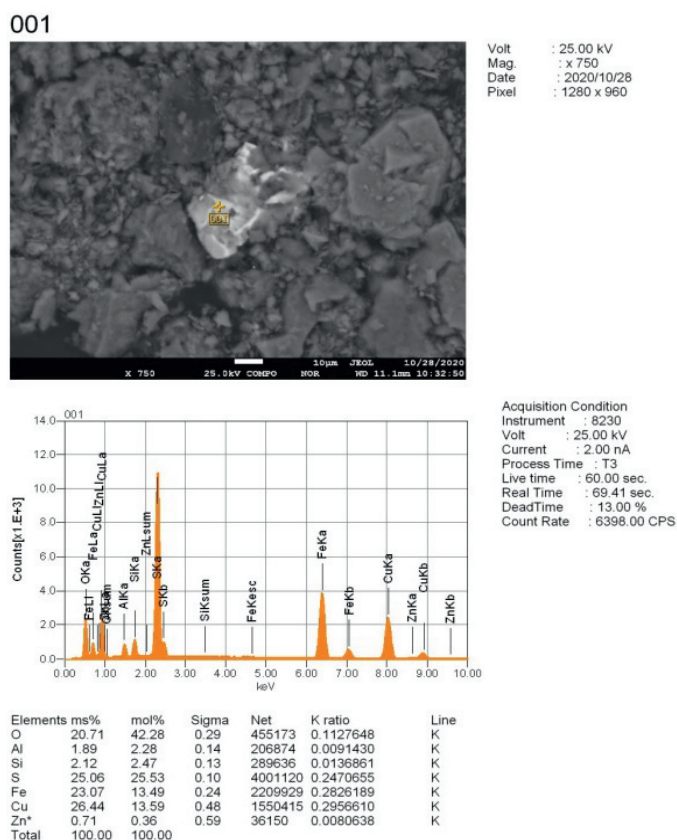 001
Volt : 25.00 kV
Mag. : x 750
Date : 2020/10/28
Pixel : 1280 x 960
001
10µm JEOL 10/28/2020
X 750 25.0kV COMPO NOR WD 11.1mm 10:32:50
Acquisition Condition
Instrument : 8230
Volt : 25.00 kV
Current : 2.00 nA
Process Time : T3
Live time : 60.00 sec.
Real Time : 69.41 sec.
DeadTime : 13.00 %
Count Rate : 6398.00 CPS
001
Counts[x1.E+3]
14.0
12.0
10.0
8.0
6.0
4.0
2.0
0.0
OKa
FeLl
FeLa
CuLl
ZnLl
CuLa
AlKa
SiKa
ZnLsum
SKa
SKb
SiKsum
FeKesc
FeKa
FeKb
CuKa
ZnKa
CuKb
ZnKb
0.00 1.00 2.00 3.00 4.00 5.00 6.00 7.00 8.00 9.00 10.00
keV
Elements ms% mol% Sigma Net K ratio Line
O 20.71 42.28 0.29 455173 0.1127648 K
Al 1.89 2.28 0.14 206874 0.0091430 K
Si 2.12 2.47 0.13 289636 0.0136861 K
S 25.06 25.53 0.10 4001120 0.2470655 K
Fe 23.07 13.49 0.24 2209929 0.2826189 K
Cu 26.44 13.59 0.48 1550415 0.2956610 K
Zn* 0.71 0.36 0.59 36150 0.0080638 K
Total 100.00 100.00